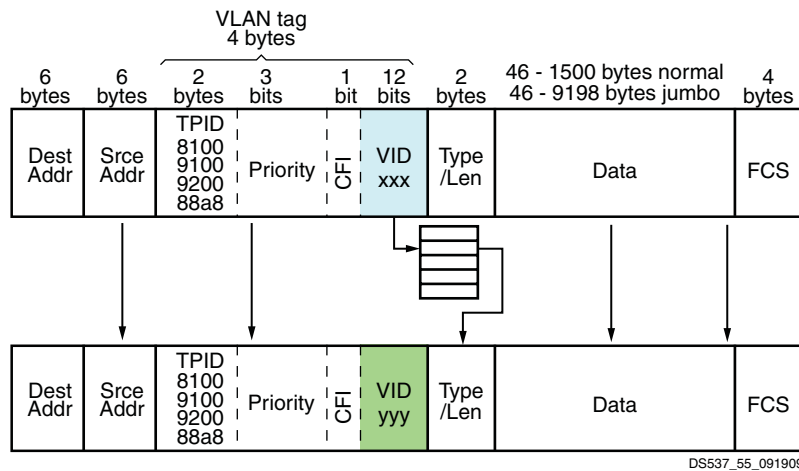 VLAN tag
4 bytes
6 bytes
6 bytes
2 bytes
3 bits
1 bit
12 bits
2 bytes
46 - 1500 bytes normal
46 - 9198 bytes jumbo
4 bytes
Dest Addr
Srce Addr
TPID
8100
9100
9200
88a8
Priority
CFI
VID
xxx
Type
/Len
Data
FCS
Dest Addr
Srce Addr
TPID
8100
9100
9200
88a8
Priority
CFI
VID
yyy
Type
/Len
Data
FCS
DS537_55_091909